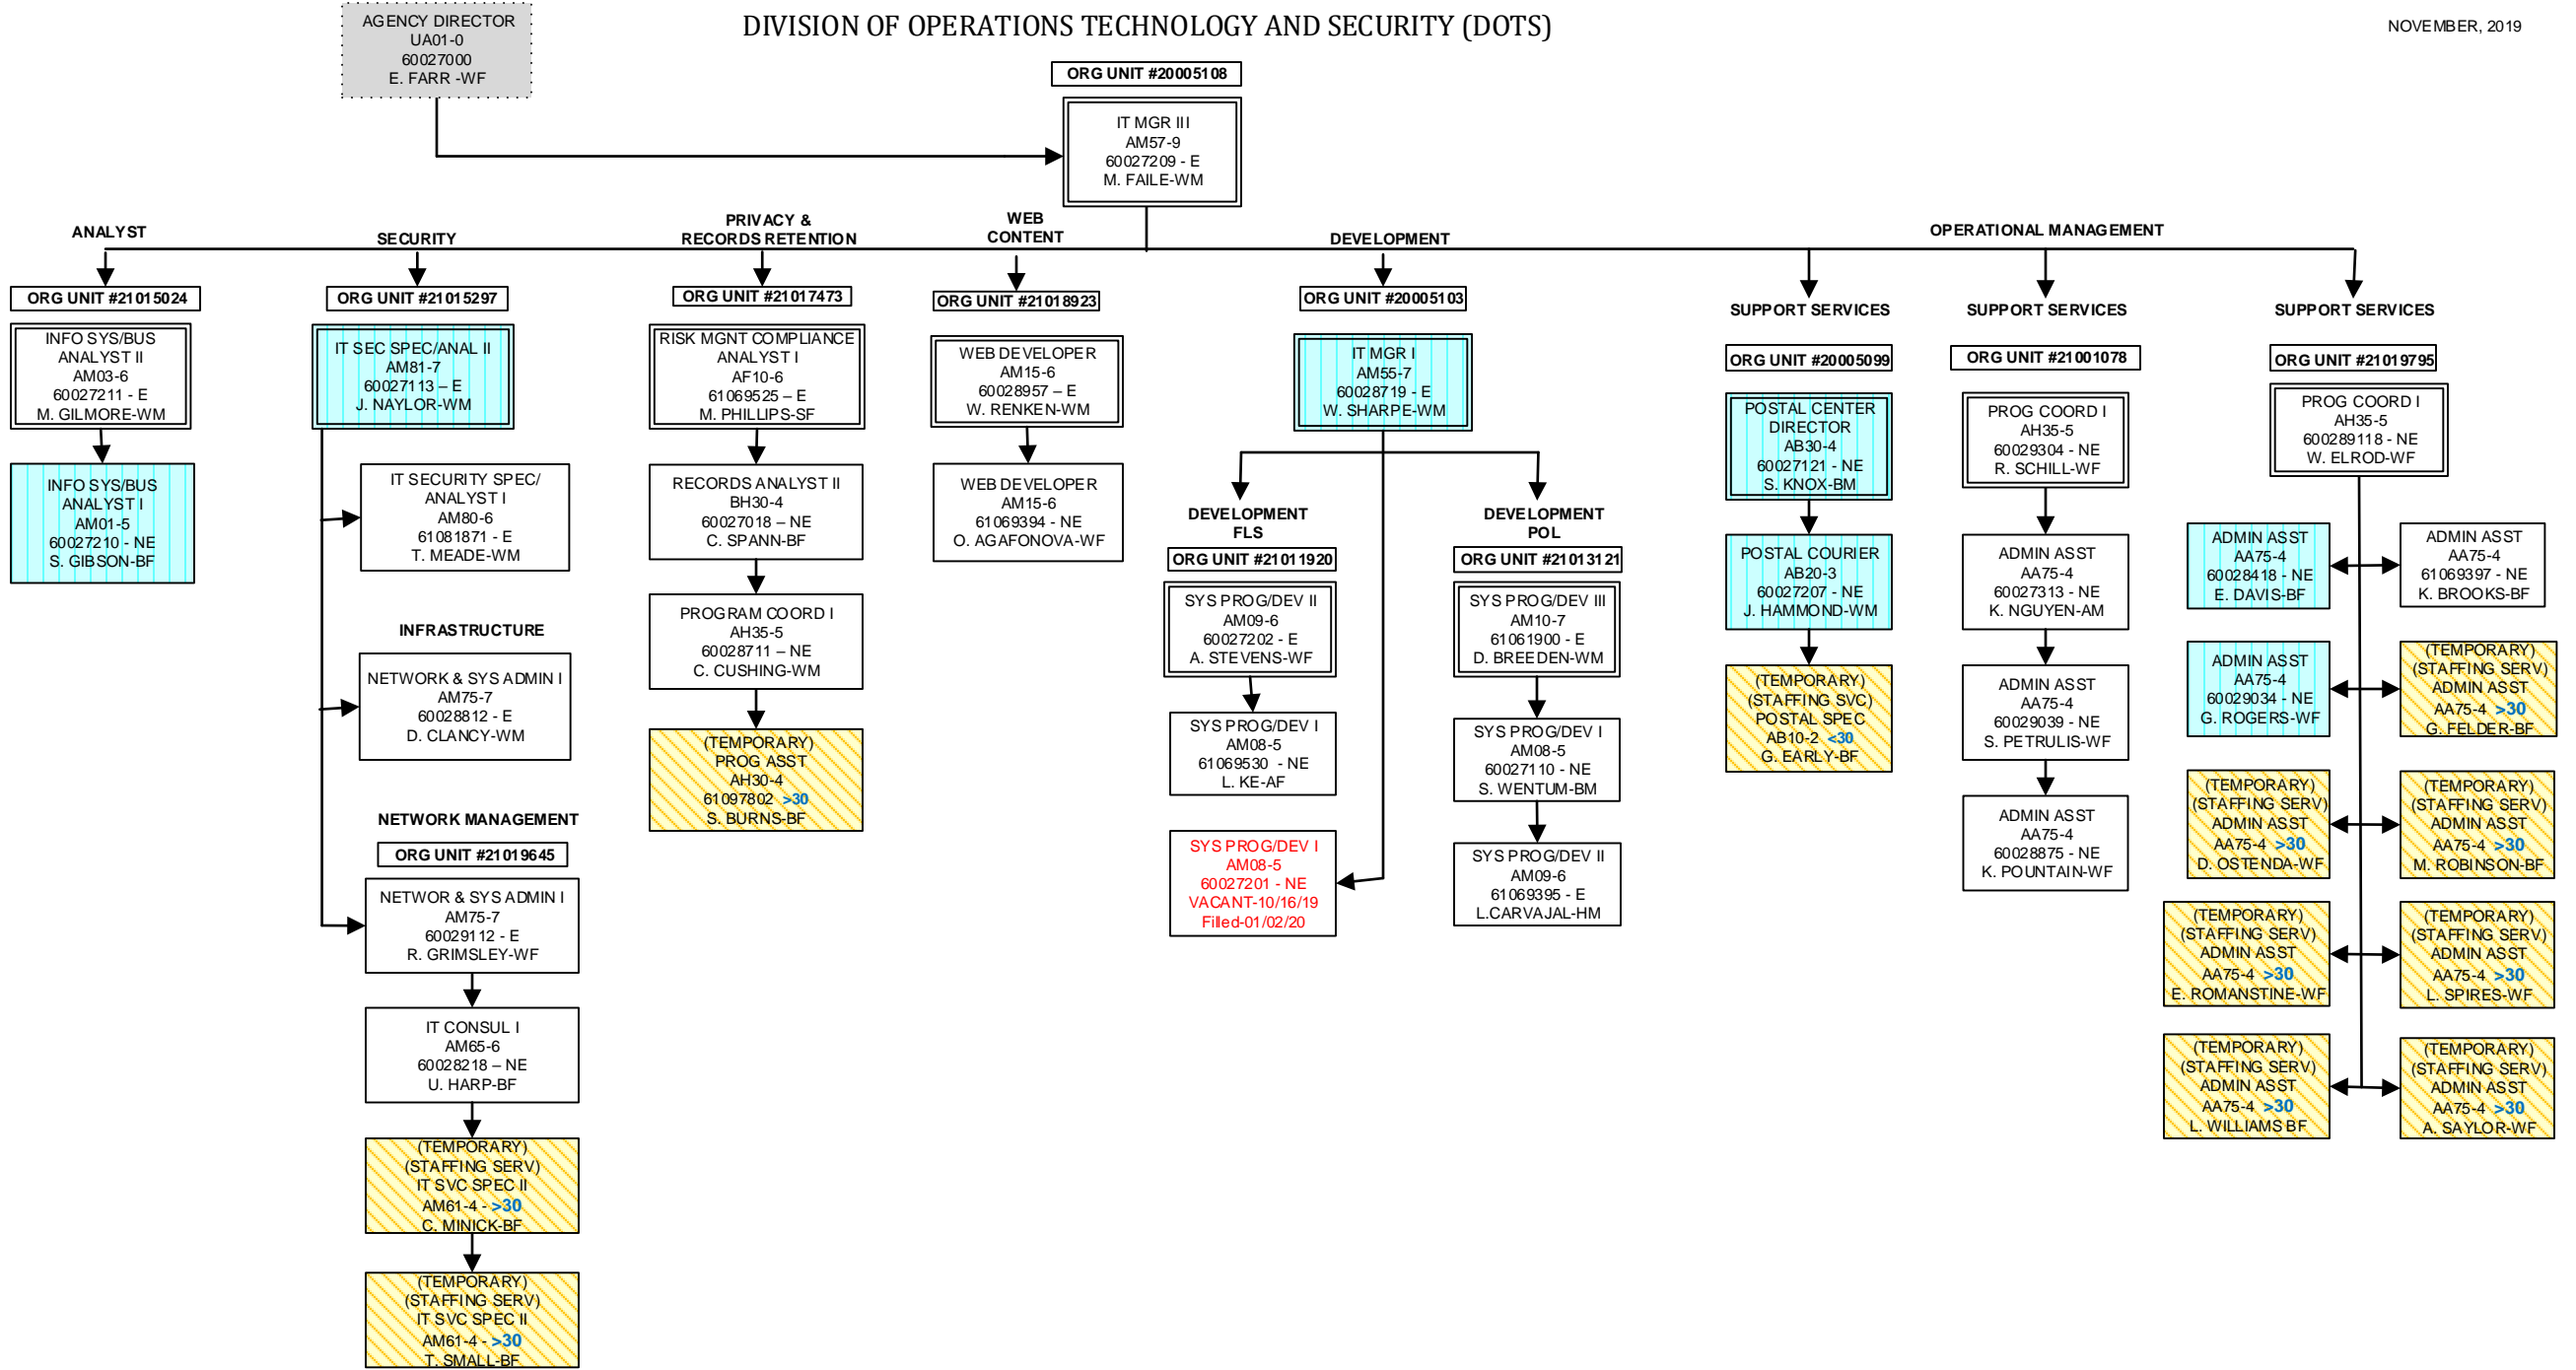 AGENCY DIRECTOR
UA01-0
60027000
E. FARR -WF
DIVISION OF OPERATIONS TECHNOLOGY AND SECURITY (DOTS)
NOVEMBER, 2019
ORG UNIT #20005108
IT MGR III
AM57-9
60027209 - E
M. FAILE-WM
ANALYST
ORG UNIT #21015024
INFO SYS/BUS
ANALYST II
AM03-6
60027211 - E
M. GILMORE-WM
INFO SYS/BUS
ANALYST I
AM01-5
60027210 - NE
S. GIBSON-BF
SECURITY
ORG UNIT #21015297
IT SEC SPEC/ANAL II
AM81-7
60027113 – E
J. NAYLOR-WM
IT SECURITY SPEC/
ANALYST I
AM80-6
61081871 - E
T. MEADE-WM
INFRASTRUCTURE
NETWORK & SYS ADMIN I
AM75-7
60028812 - E
D. CLANCY-WM
NETWORK MANAGEMENT
ORG UNIT #21019645
NETWOR & SYS ADMIN I
AM75-7
60029112 - E
R. GRIMSLEY-WF
IT CONSUL I
AM65-6
60028218 – NE
U. HARP-BF
(TEMPORARY)
(STAFFING SERV)
IT SVC SPEC II
AM61-4 - >30
C. MINICK-BF
(TEMPORARY)
(STAFFING SERV)
IT SVC SPEC II
AM61-4 - >30
T. SMALL-BF
PRIVACY &
RECORDS RETENTION
ORG UNIT #21017473
RISK MGNT COMPLIANCE
ANALYST I
AF10-6
61069525 – E
M. PHILLIPS-SF
RECORDS ANALYST II
BH30-4
60027018 – NE
C. SPANN-BF
PROGRAM COORD I
AH35-5
60028711 – NE
C. CUSHING-WM
(TEMPORARY)
PROG ASST
AH30-4
61097802 >30
S. BURNS-BF
WEB
CONTENT
ORG UNIT #21018923
WEB DEVELOPER
AM15-6
60028957 – E
W. RENKEN-WM
WEB DEVELOPER
AM15-6
61069394 - NE
O. AGAFONOVA-WF
DEVELOPMENT
ORG UNIT #20005103
IT MGR I
AM55-7
60028719 - E
W. SHARPE-WM
DEVELOPMENT
FLS
ORG UNIT #21011920
SYS PROG/DEV II
AM09-6
60027202 - E
A. STEVENS-WF
SYS PROG/DEV I
AM08-5
61069530 - NE
L. KE-AF
SYS PROG/DEV I
AM08-5
60027201 - NE
VACANT-10/16/19
Filled-01/02/20
DEVELOPMENT
POL
ORG UNIT #21013121
SYS PROG/DEV III
AM10-7
61061900 - E
D. BREEDEN-WM
SYS PROG/DEV I
AM08-5
60027110 - NE
S. WENTUM-BM
SYS PROG/DEV II
AM09-6
61069395 - E
L.CARVAJAL-HM
OPERATIONAL MANAGEMENT
SUPPORT SERVICES
ORG UNIT #20005099
POSTAL CENTER
DIRECTOR
AB30-4
60027121 - NE
S. KNOX-BM
POSTAL COURIER
AB20-3
60027207 - NE
J. HAMMOND-WM
(TEMPORARY)
(STAFFING SVC)
POSTAL SPEC
AB10-2 <30
G. EARLY-BF
SUPPORT SERVICES
ORG UNIT #21001078
PROG COORD I
AH35-5
60029304 - NE
R. SCHILL-WF
ADMIN ASST
AA75-4
60027313 - NE
K. NGUYEN-AM
ADMIN ASST
AA75-4
60029039 - NE
S. PETRULIS-WF
ADMIN ASST
AA75-4
60028875 - NE
K. POUNTAIN-WF
SUPPORT SERVICES
ORG UNIT #21019795
PROG COORD I
AH35-5
600289118 - NE
W. ELROD-WF
ADMIN ASST
AA75-4
60028418 - NE
E. DAVIS-BF
ADMIN ASST
AA75-4
61069397 - NE
K. BROOKS-BF
ADMIN ASST
AA75-4
60029034 - NE
G. ROGERS-WF
(TEMPORARY)
(STAFFING SERV)
ADMIN ASST
AA75-4 >30
G. FELDER-BF
(TEMPORARY)
(STAFFING SERV)
ADMIN ASST
AA75-4 >30
D. OSTENDA-WF
(TEMPORARY)
(STAFFING SERV)
ADMIN ASST
AA75-4 >30
M. ROBINSON-BF
(TEMPORARY)
(STAFFING SERV)
ADMIN ASST
AA75-4 >30
E. ROMANSTINE-WF
(TEMPORARY)
(STAFFING SERV)
ADMIN ASST
AA75-4 >30
L. SPIRES-WF
(TEMPORARY)
(STAFFING SERV)
ADMIN ASST
AA75-4 >30
L. WILLIAMS BF
(TEMPORARY)
(STAFFING SERV)
ADMIN ASST
AA75-4 >30
A. SAYLOR-WF